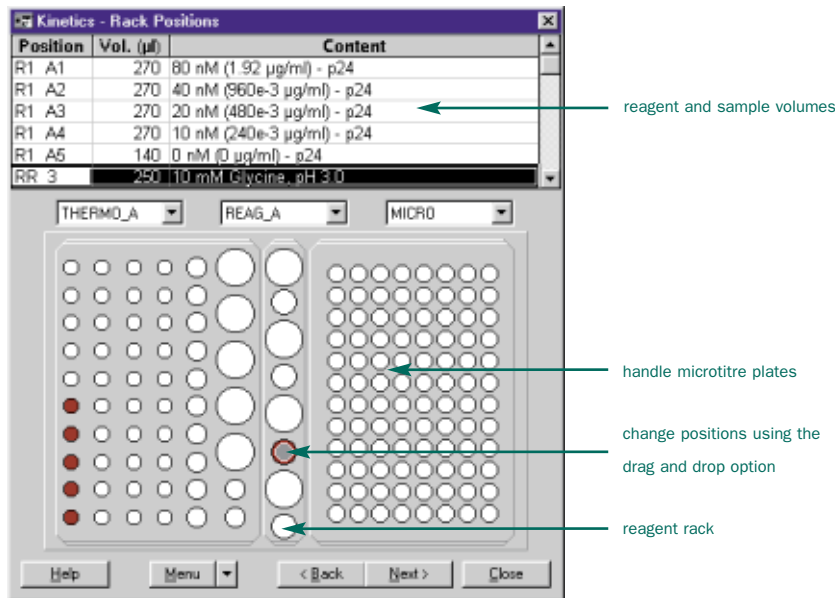 Kinetics - Rack Positions
Position Vol. (µl) Content
R1 A1 270 80 nM (1.92 µg/ml) - p24
R1 A2 270 40 nM (960e-3 µg/ml) - p24
R1 A3 270 20 nM (480e-3 µg/ml) - p24
R1 A4 270 10 nM (240e-3 µg/ml) - p24
R1 A5 140 0 nM (0 µg/ml) - p24
RR 3 250 10 mM Glycine, pH 3.0
reagent and sample volumes
THERMO_A REAG_A MICRO
handle microtitre plates
change positions using the
drag and drop option
reagent rack
Help Menu < Back Next > Close